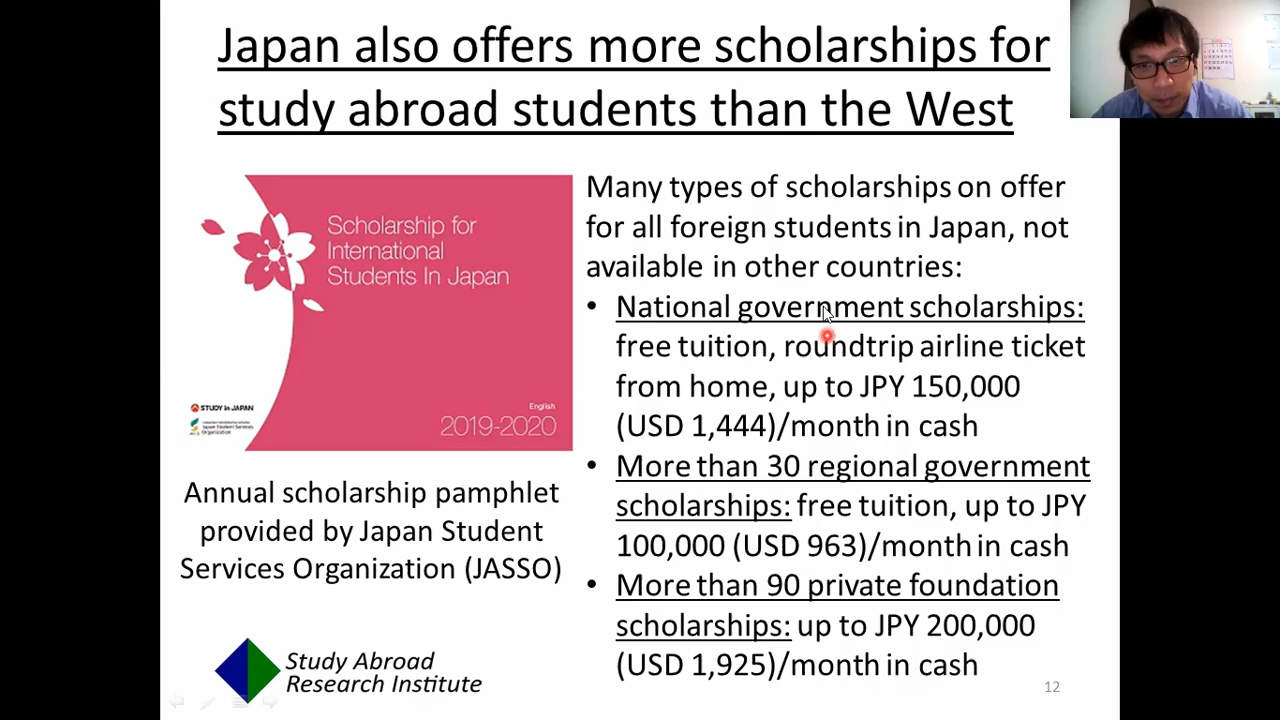 Japan also offers more scholarships for
study abroad students than the West
Scholarship for
International
Students In Japan
STUDY in JAPAN
Japan Student Services
Organization
English
2019-2020
Annual scholarship pamphlet
provided by Japan Student
Services Organization (JASSO)
Study Abroad
Research Institute
Many types of scholarships on offer
for all foreign students in Japan, not
available in other countries:
• National government scholarships:
free tuition, roundtrip airline ticket
from home, up to JPY 150,000
(USD 1,444)/month in cash
• More than 30 regional government
scholarships: free tuition, up to JPY
100,000 (USD 963)/month in cash
• More than 90 private foundation
scholarships: up to JPY 200,000
(USD 1,925)/month in cash
12